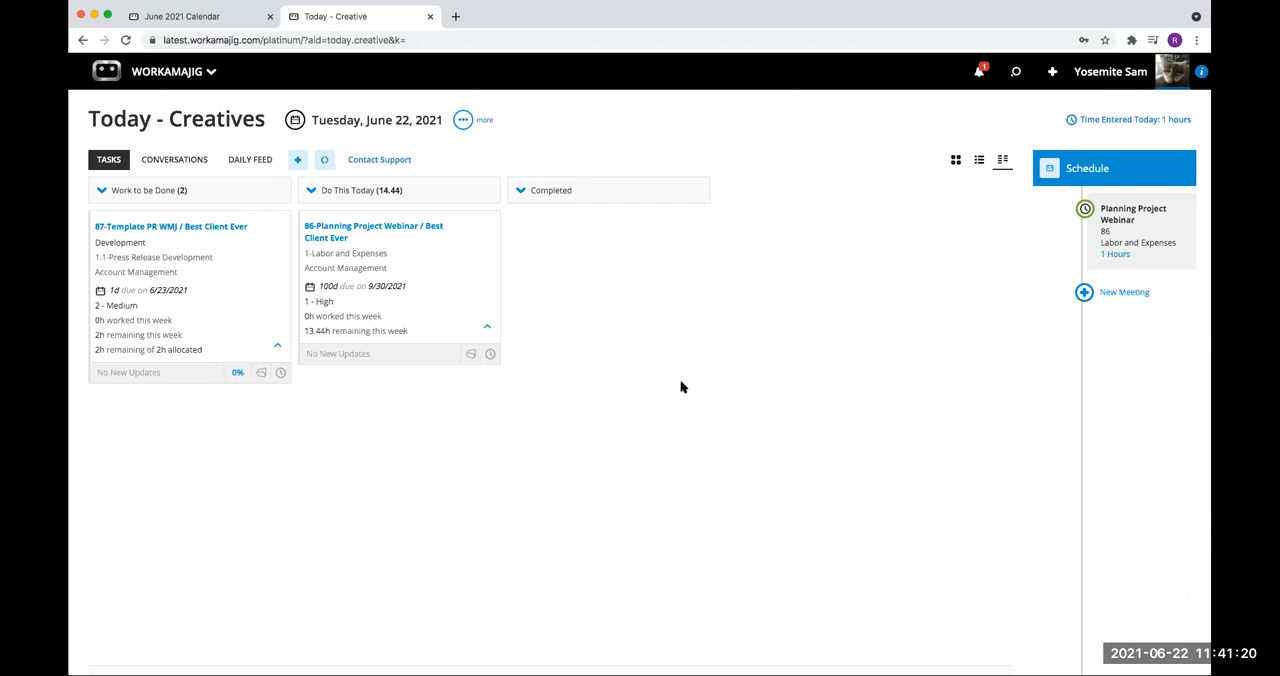 June 2021 Calendar
Today - Creative
latest.workamajig.com/platinum/?aid=today.creative&k=
R
WORKAMAJIG
1
Yosemite Sam
i
Today - Creatives
Tuesday, June 22, 2021
more
Time Entered Today: 1 hours
TASKS
CONVERSATIONS
DAILY FEED
Contact Support
Work to be Done (2)
87-Template PR WMJ / Best Client Ever
Development
1.1-Press Release Development
Account Management
1d due on 6/23/2021
2 - Medium
0h worked this week
2h remaining this week
2h remaining of 2h allocated
No New Updates
0%
Do This Today (14.44)
86-Planning Project Webinar / Best
Client Ever
1-Labor and Expenses
Account Management
100d due on 9/30/2021
1 - High
0h worked this week
13.44h remaining this week
No New Updates
Completed
Schedule
Planning Project
Webinar
86
Labor and Expenses
1 Hours
New Meeting
2021-06-22 11:41:20